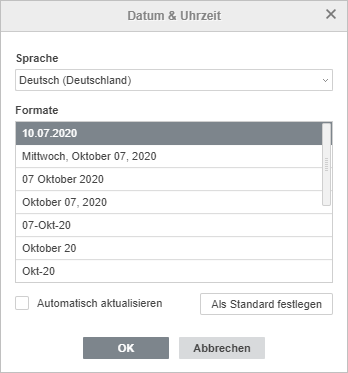 Datum & Uhrzeit
Sprache
Deutsch (Deutschland)
Formate
10.07.2020
Mittwoch, Oktober 07, 2020
07 Oktober 2020
Oktober 07, 2020
07-Okt-20
Oktober 20
Okt-20
Automatisch aktualisieren
Als Standard festlegen
OK
Abbrechen